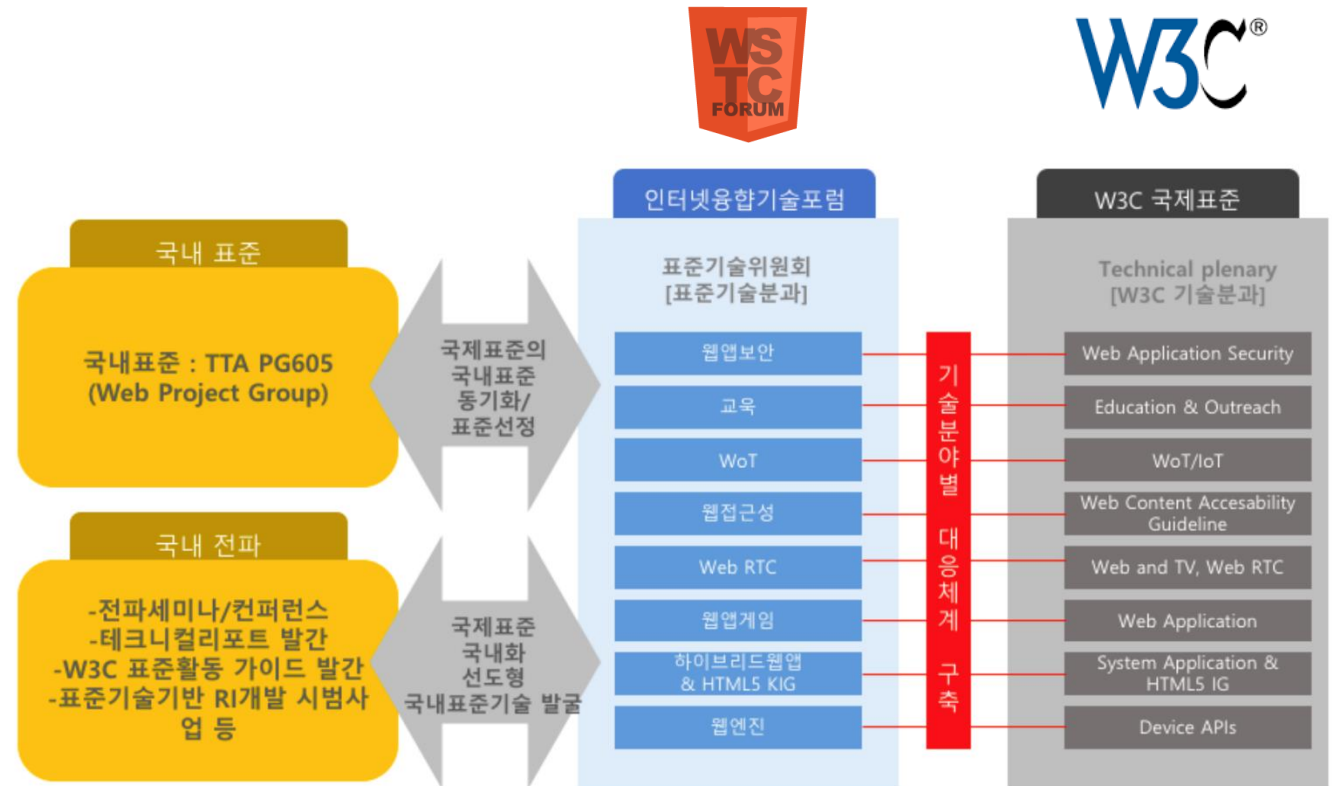 WS
TC
FORUM
W3C®
국내 표준
국내표준 : TTA PG605
(Web Project Group)
국내 전파
-전파세미나/컨퍼런스
-테크니컬리포트 발간
-W3C 표준활동 가이드 발간
-표준기술기반 RI개발 시범사
업 등
국제표준의
국내표준
동기화/
표준선정
국제표준
국내화
선도형
국내표준기술 발굴
인터넷융햡기술포럼
표준기술위원회
[표준기술분과]
웹앱보안
교육
WoT
웹접근성
Web RTC
웹앱게임
하이브리드웹앱
& HTML5 KIG
웹엔진
기술분야별 대응체계 구축
W3C 국제표준
Technical plenary
[W3C 기술분과]
Web Application Security
Education & Outreach
WoT/IoT
Web Content Accesability
Guideline
Web and TV, Web RTC
Web Application
System Application &
HTML5 IG
Device APIs